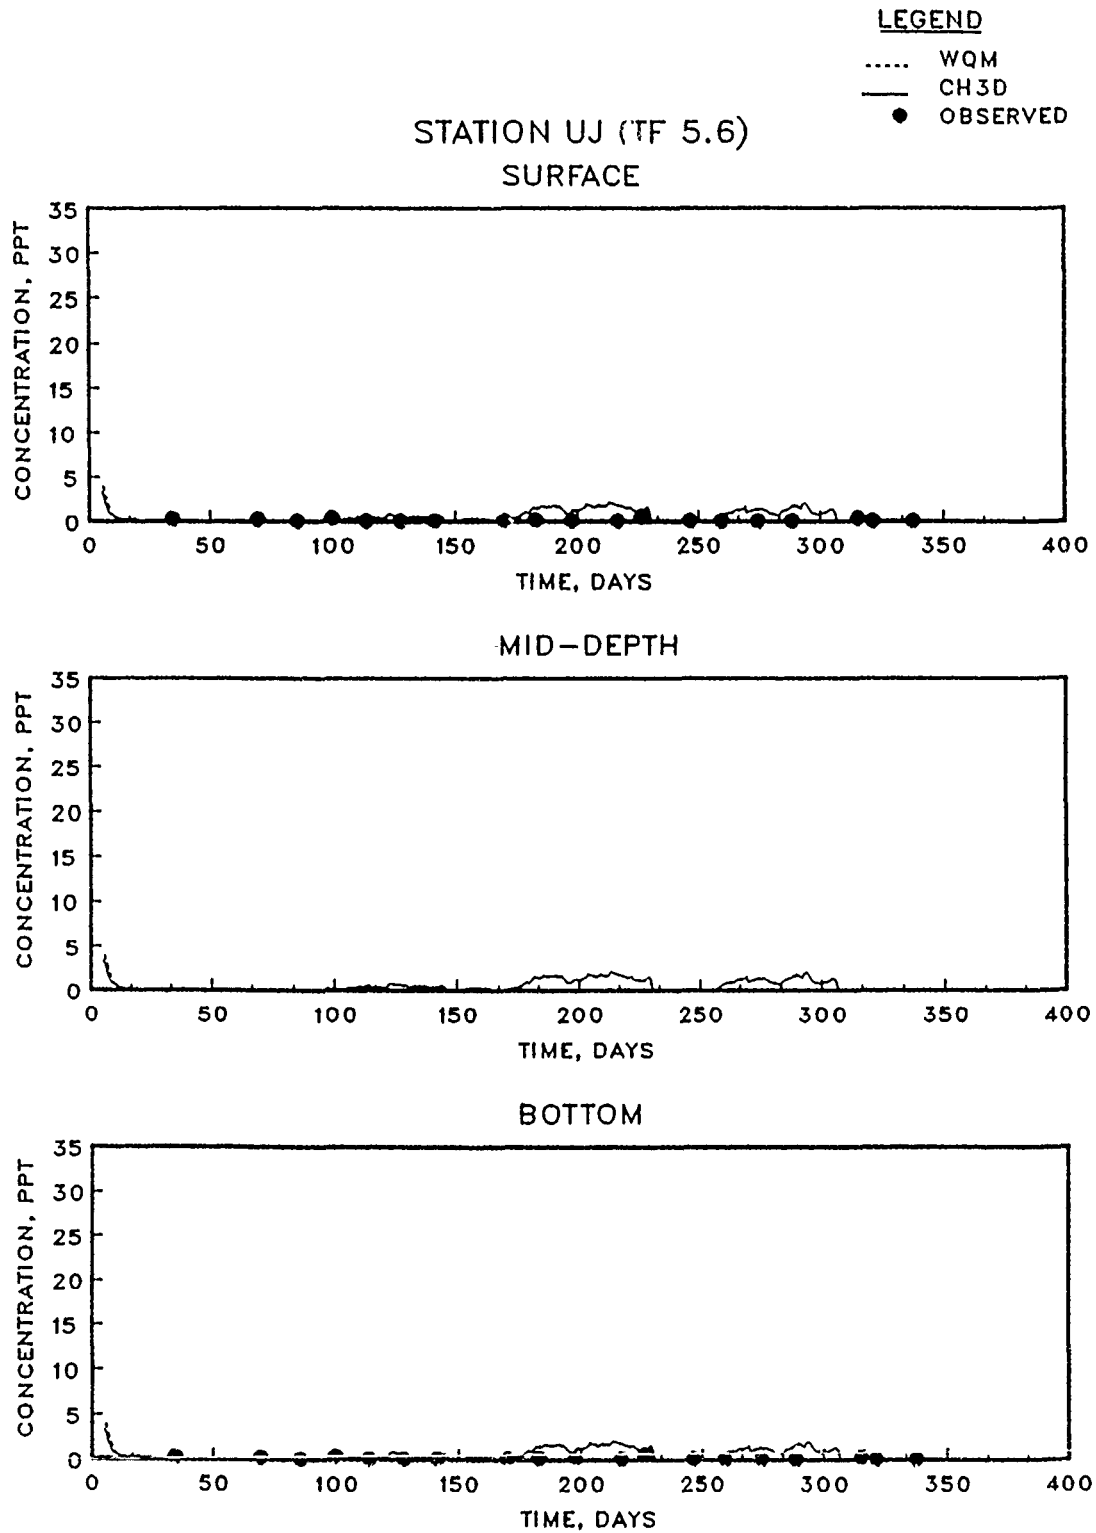 LEGEND
WQM
CH3D
OBSERVED
STATION UJ (TF 5.6)
SURFACE
CONCENTRATION, PPT
35
30
25
20
15
10
5
0
0 50 100 150 200 250 300 350 400
TIME, DAYS
MID-DEPTH
CONCENTRATION, PPT
35
30
25
20
15
10
5
0
0 50 100 150 200 250 300 350 400
TIME, DAYS
BOTTOM
CONCENTRATION, PPT
35
30
25
20
15
10
5
0
0 50 100 150 200 250 300 350 400
TIME, DAYS